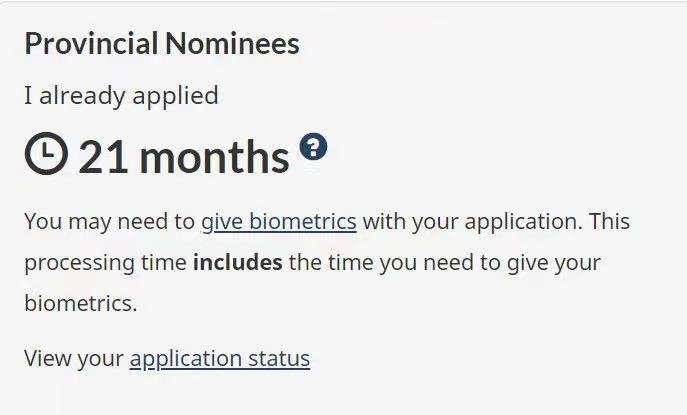 Provincial Nominees
I already applied
21 months ?
You may need to give biometrics with your application. This
processing time includes the time you need to give your
biometrics.
View your application status